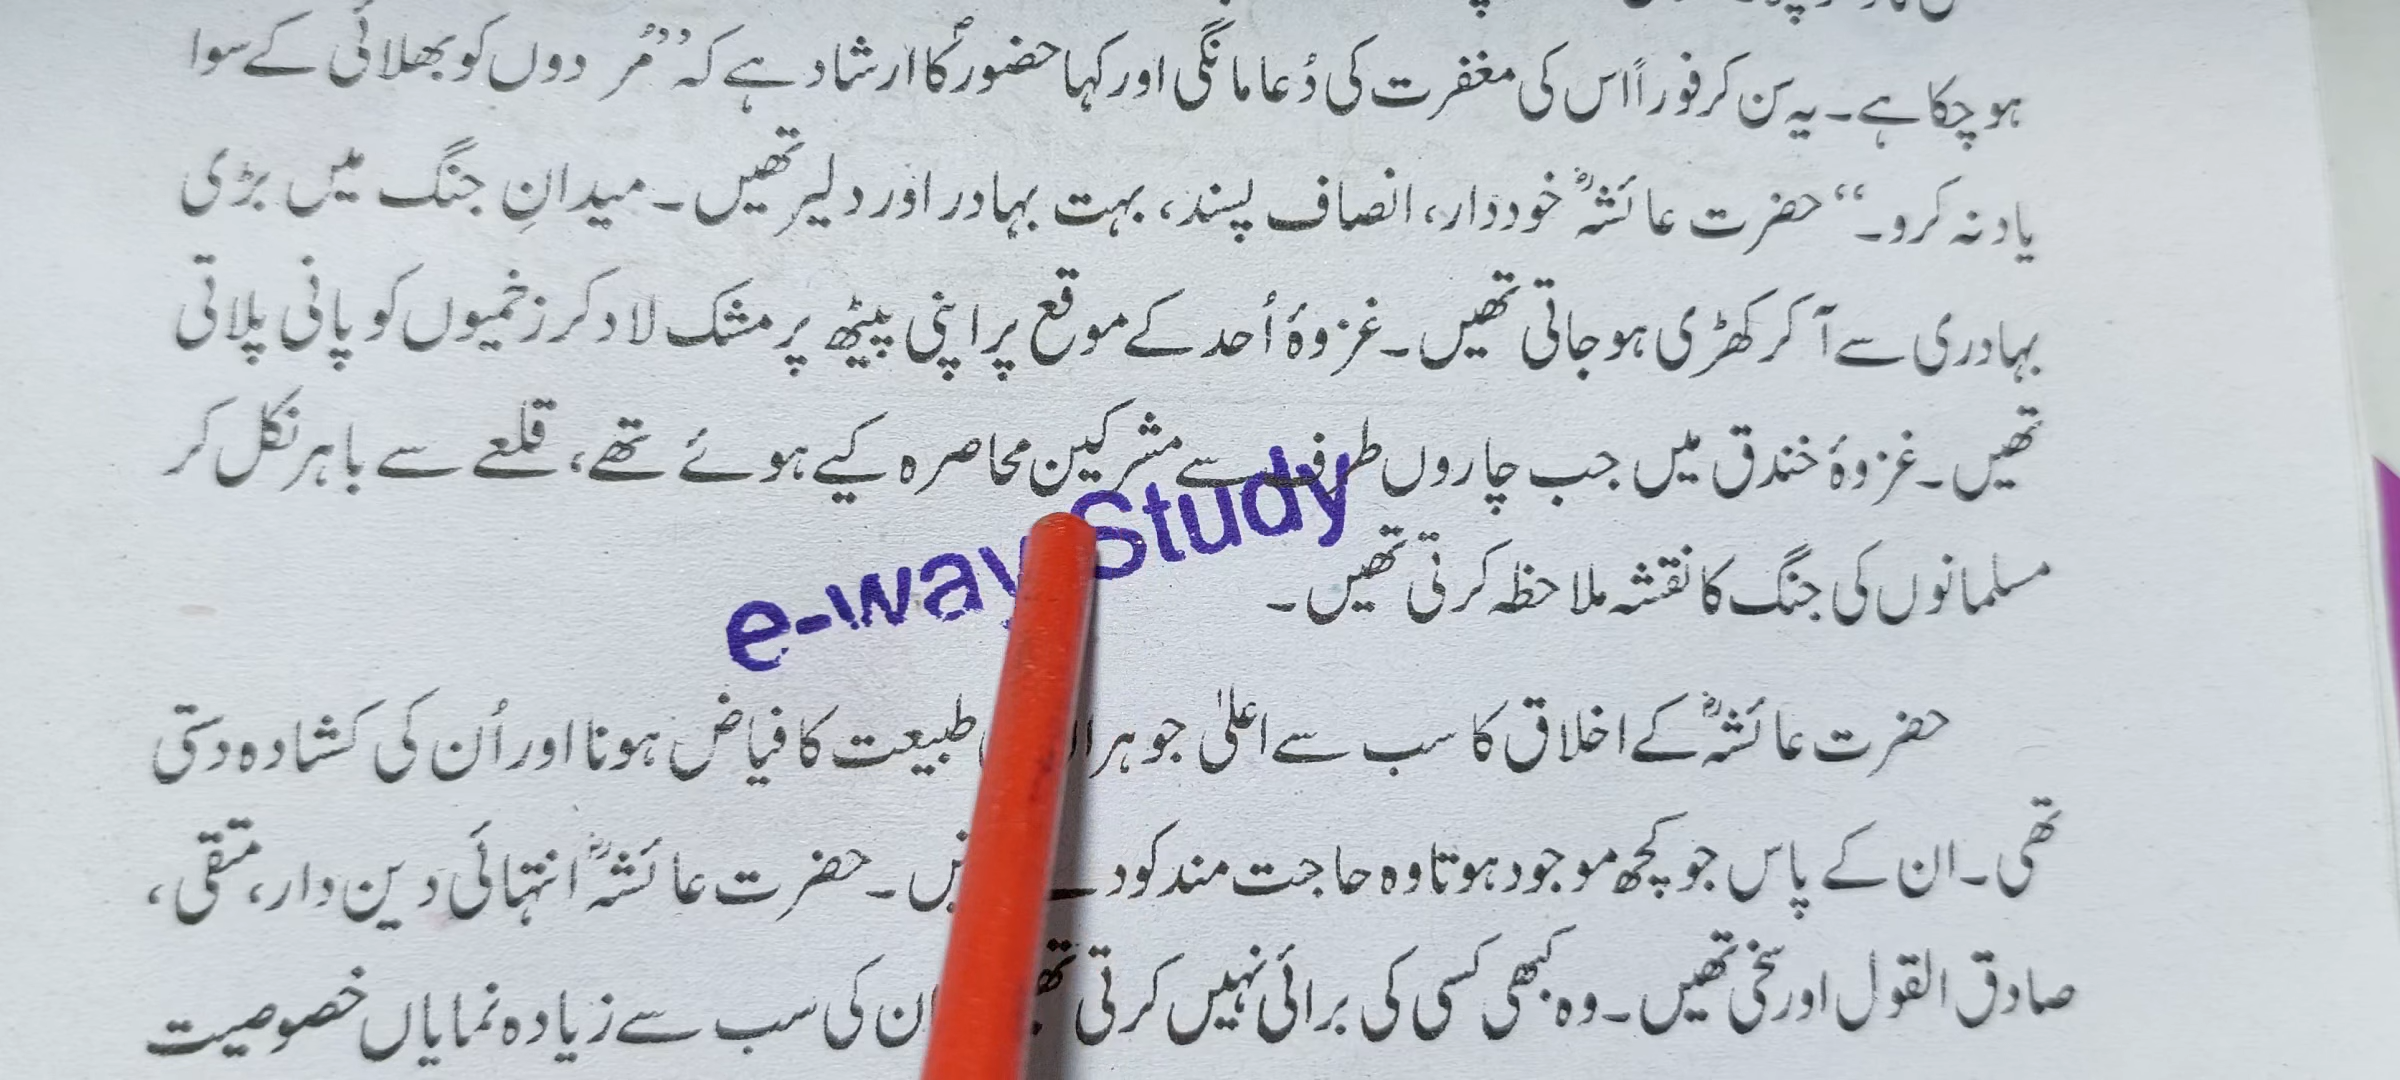 ہو چکا ہے۔ یہ سن کر فوراً اس کی مغفرت کی دُعا مانگی اور کہا حضورؐ کا ارشاد ہے کہ ”مُردوں کو بھلائی کے سوا
یاد نہ کرو۔“ حضرت عائشہؓ خوددار، انصاف پسند، بہت بہادر اور دلیر تھیں۔ میدانِ جنگ میں بڑی
بہادری سے آ کر کھڑی ہو جاتی تھیں۔ غزوۂ اُحد کے موقع پر اپنی پیٹھ پر مشک لاد کر زخمیوں کو پانی پلاتی
تھیں۔ غزوۂ خندق میں جب چاروں طرف سے مشرکین محاصرہ کیے ہوئے تھے، قلعے سے باہر نکل کر
e-way Study
مسلمانوں کی جنگ کا نقشہ ملاحظہ کرتی تھیں۔
حضرت عائشہؓ کے اخلاق کا سب سے اعلیٰ جوہر طبیعت کا فیاض ہونا اور اُن کی کشادہ دستی
تھی۔ ان کے پاس جو کچھ موجود ہوتا وہ حاجت مند کو دے ۔ حضرت عائشہؓ انتہائی دین دار، متقی،
صادق القول اور سخی تھیں۔ وہ کبھی کسی کی برائی نہیں کرتی کی سب سے زیادہ نمایاں خصوصیت